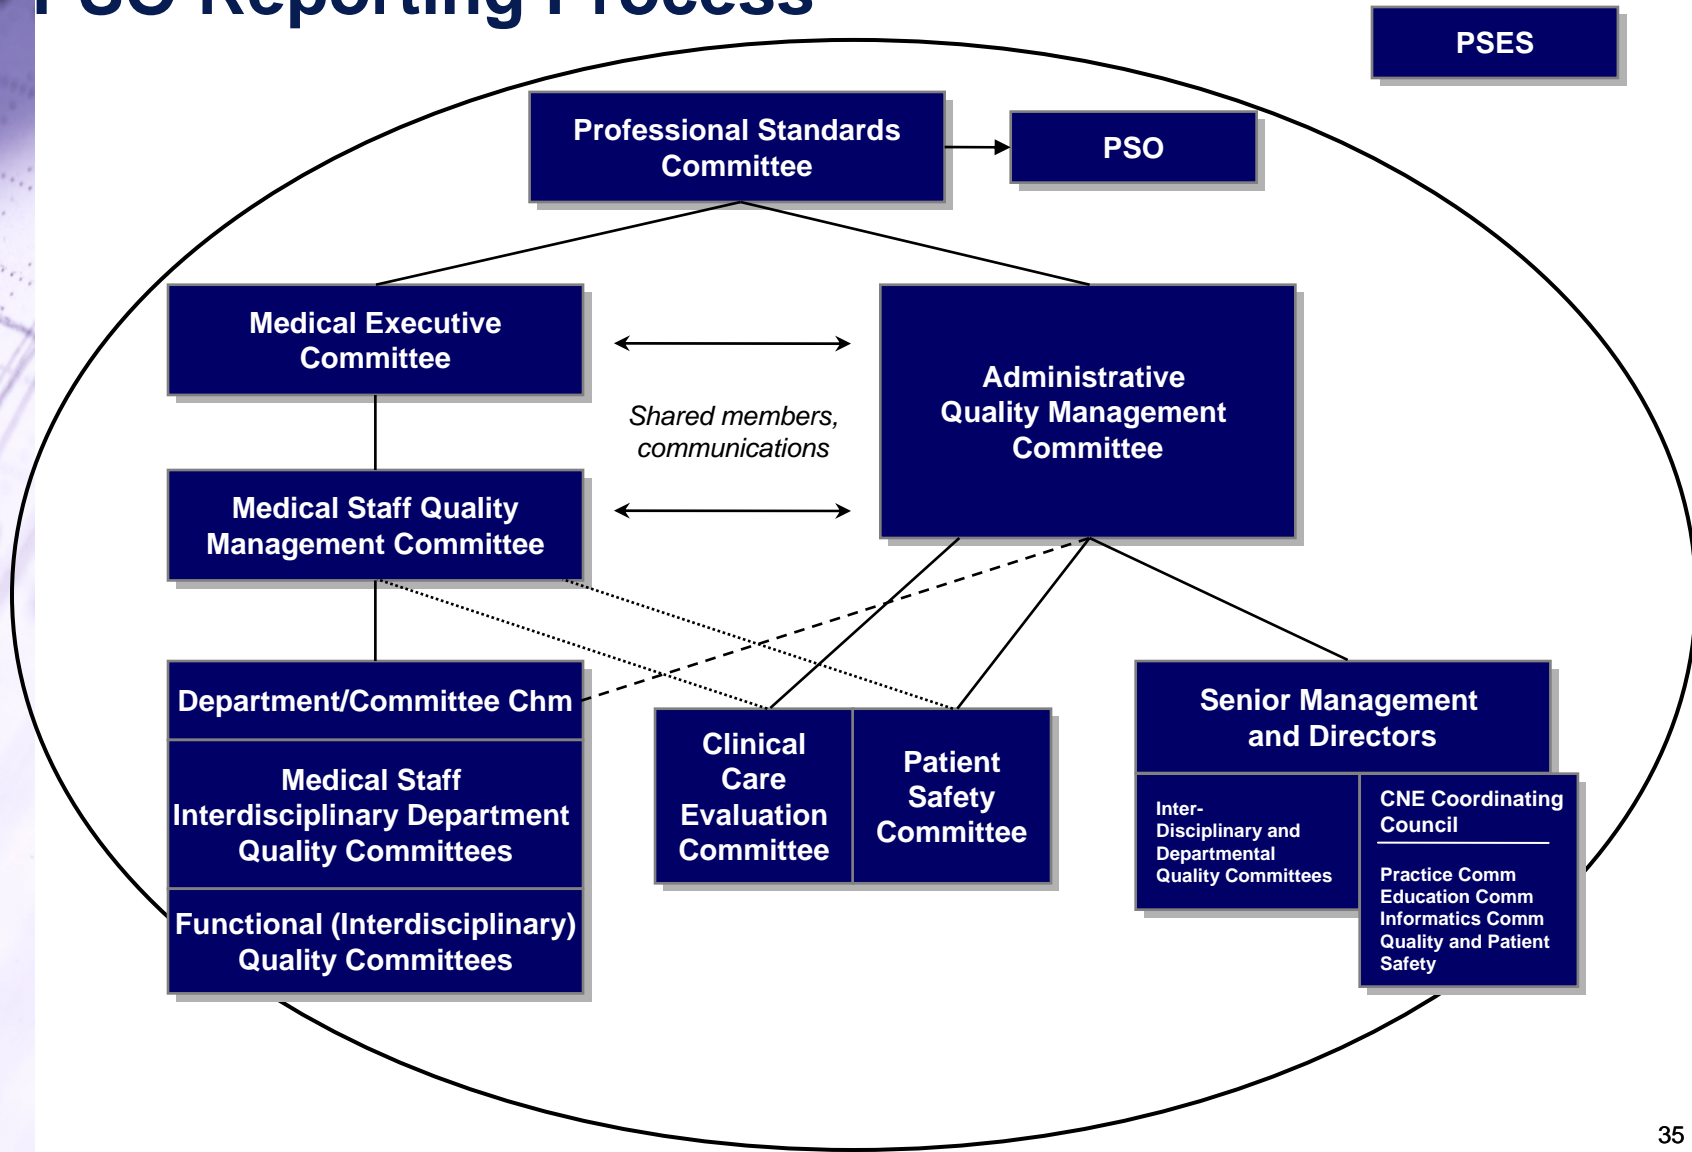 PSO Reporting Process
PSES
Professional Standards
Committee
PSO
Medical Executive
Committee
Administrative
Quality Management
Committee
Shared members,
communications
Medical Staff Quality
Management Committee
Department/Committee Chm
Medical Staff
Interdisciplinary Department
Quality Committees
Functional (Interdisciplinary)
Quality Committees
Clinical
Care
Evaluation
Committee
Patient
Safety
Committee
Senior Management
and Directors
Inter-
Disciplinary and
Departmental
Quality Committees
CNE Coordinating
Council
Practice Comm
Education Comm
Informatics Comm
Quality and Patient
Safety
35